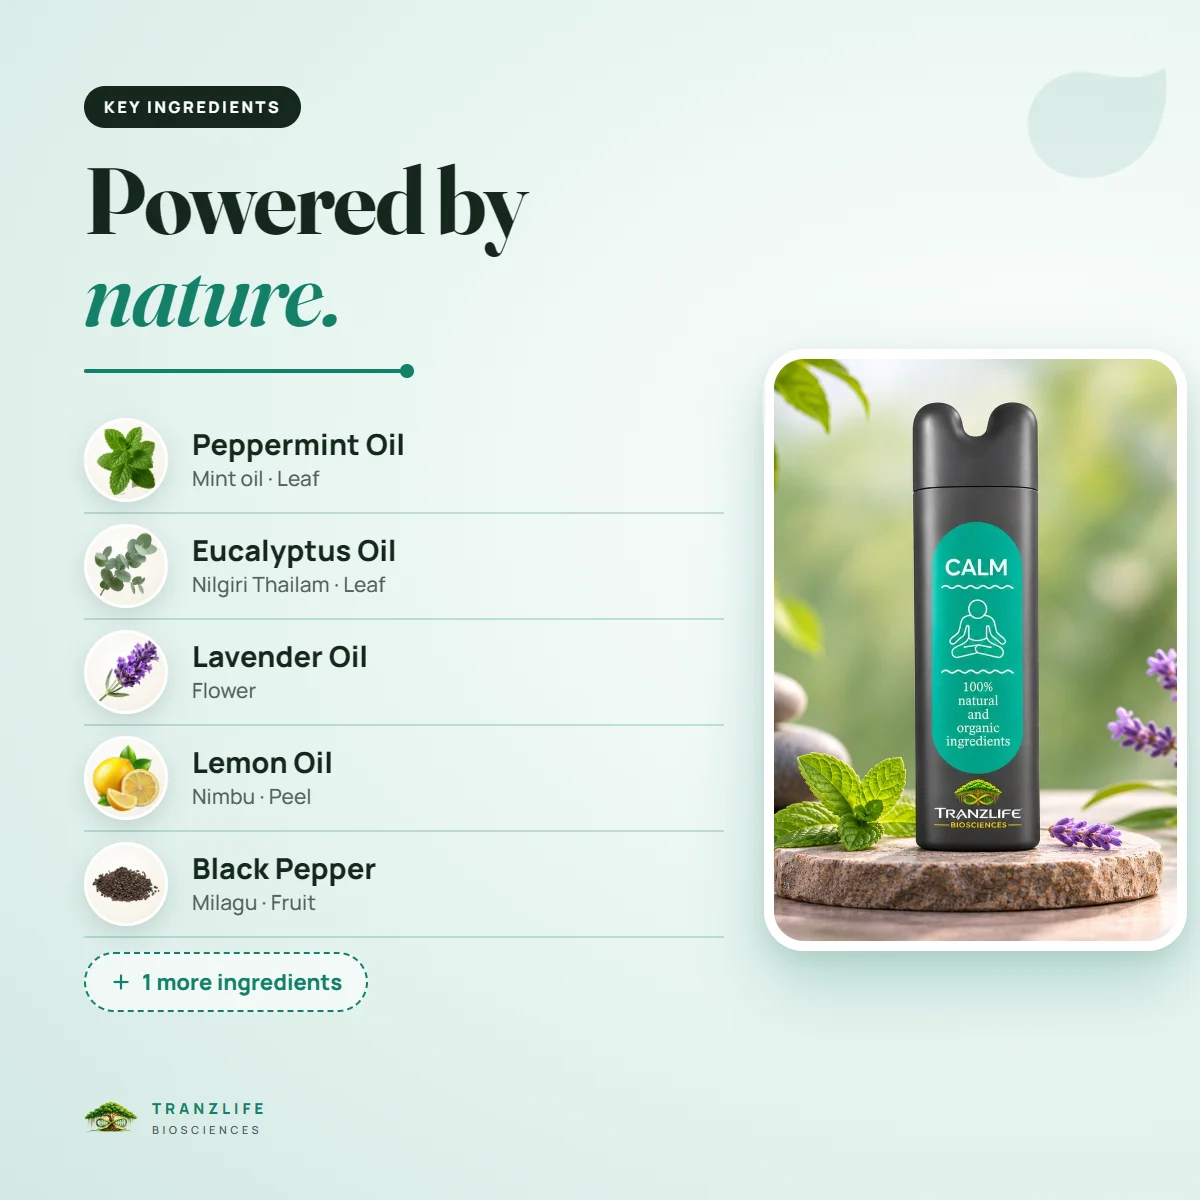 KEY INGREDIENTS
Powered by
nature.
Peppermint Oil
Mint oil · Leaf
Eucalyptus Oil
Nilgiri Thailam · Leaf
Lavender Oil
Flower
Lemon Oil
Nimbu · Peel
Black Pepper
Milagu · Fruit
+ 1 more ingredients
CALM
100%
natural
and
organic
ingredients
TRANZLIFE
BIOSCIENCES
TRANZLIFE
BIOSCIENCES